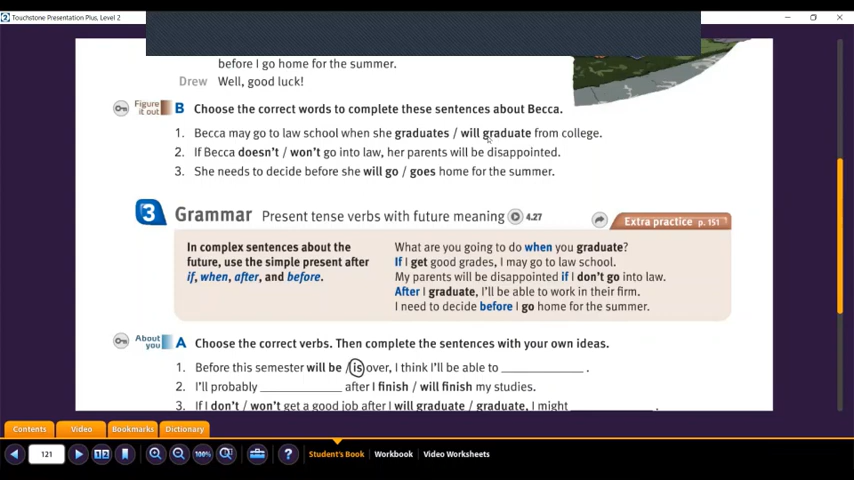 Touchstone Presentation Plus, Level 2
before I go home for the summer.
Drew Well, good luck!
Figure it out B Choose the correct words to complete these sentences about Becca.
1. Becca may go to law school when she graduates / will graduate from college.
2. If Becca doesn't / won't go into law, her parents will be disappointed.
3. She needs to decide before she will go / goes home for the summer.
3 Grammar Present tense verbs with future meaning 4.27
Extra practice p. 151
In complex sentences about the
future, use the simple present after
if, when, after, and before.
What are you going to do when you graduate?
If I get good grades, I may go to law school.
My parents will be disappointed if I don't go into law.
After I graduate, I'll be able to work in their firm.
I need to decide before I go home for the summer.
About you A Choose the correct verbs. Then complete the sentences with your own ideas.
1. Before this semester will be / is over, I think I'll be able to ____________ .
2. I'll probably ____________ after I finish / will finish my studies.
3. If I don't / won't get a good job after I will graduate / graduate, I might ____________ .
Contents Video Bookmarks Dictionary
121 1 2 100% ? Student's Book Workbook Video Worksheets